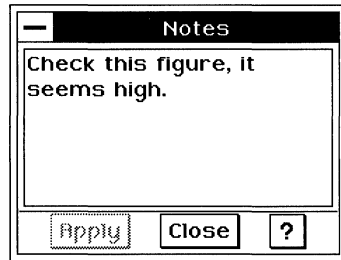 Notes
Check this figure, it
seems high.
Apply
Close
?